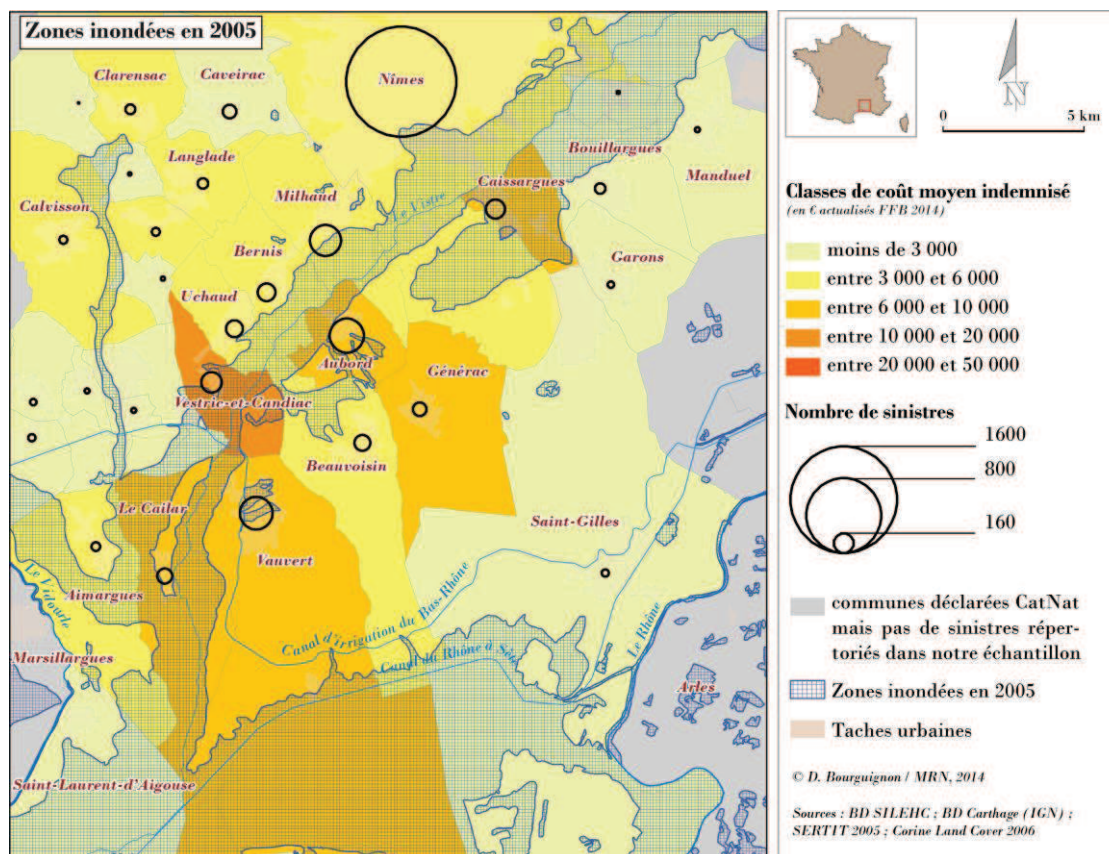 Zones inondées en 2005
Clarensac
Caveirac
Nîmes
Langlade
Bouillargues
Manduel
Caissargues
Milhaud
Calvisson
Le Vistre
Bernis
Garons
Uchaud
Aubord
Générac
Vestric-et-Candiac
Beauvoisin
Le Cailar
Saint-Gilles
Vauvert
Aimargues
Le Vidourle
Canal d'irrigation du Bas-Rhône
Le Rhône
Marsillargues
Canal du Rhône à Sète
Arles
Saint-Laurent-d'Aigouze
N
0 5 km
Classes de coût moyen indemnisé
(en € actualisés FFB 2014)
moins de 3 000
entre 3 000 et 6 000
entre 6 000 et 10 000
entre 10 000 et 20 000
entre 20 000 et 50 000
Nombre de sinistres
1600
800
160
communes déclarées CatNat
mais pas de sinistres réper-
toriés dans notre échantillon
Zones inondées en 2005
Taches urbaines
© D. Bourguignon / MRN, 2014
Sources : BD SILEHC ; BD Carthage (IGN) ;
SERTIT 2005 ; Corine Land Cover 2006